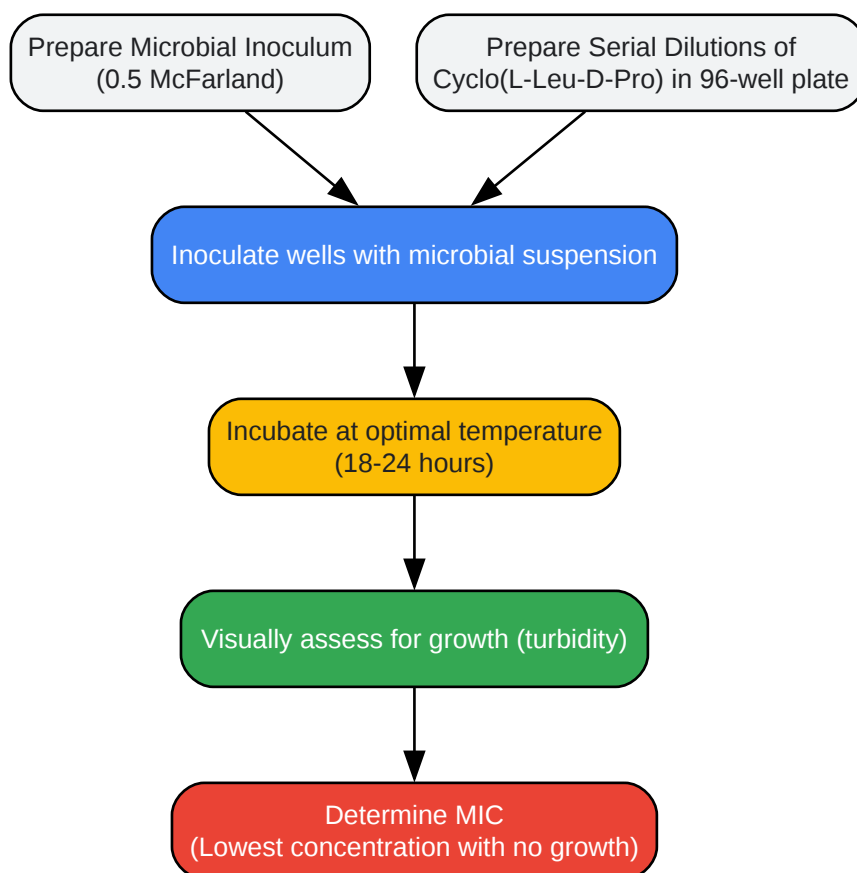 Prepare Microbial Inoculum
(0.5 McFarland)
Prepare Serial Dilutions of
Cyclo(L-Leu-D-Pro) in 96-well plate
Inoculate wells with microbial suspension
Incubate at optimal temperature
(18-24 hours)
Visually assess for growth (turbidity)
Determine MIC
(Lowest concentration with no growth)